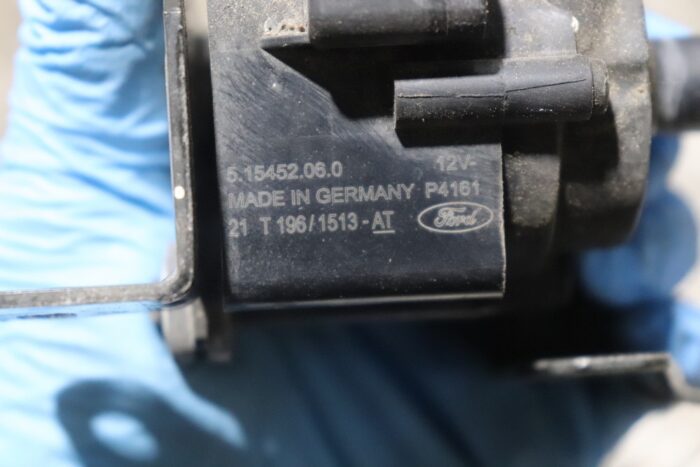 5.15452.06.0 12V-
MADE IN GERMANY P4161
21 T 196/1513-AT Ford